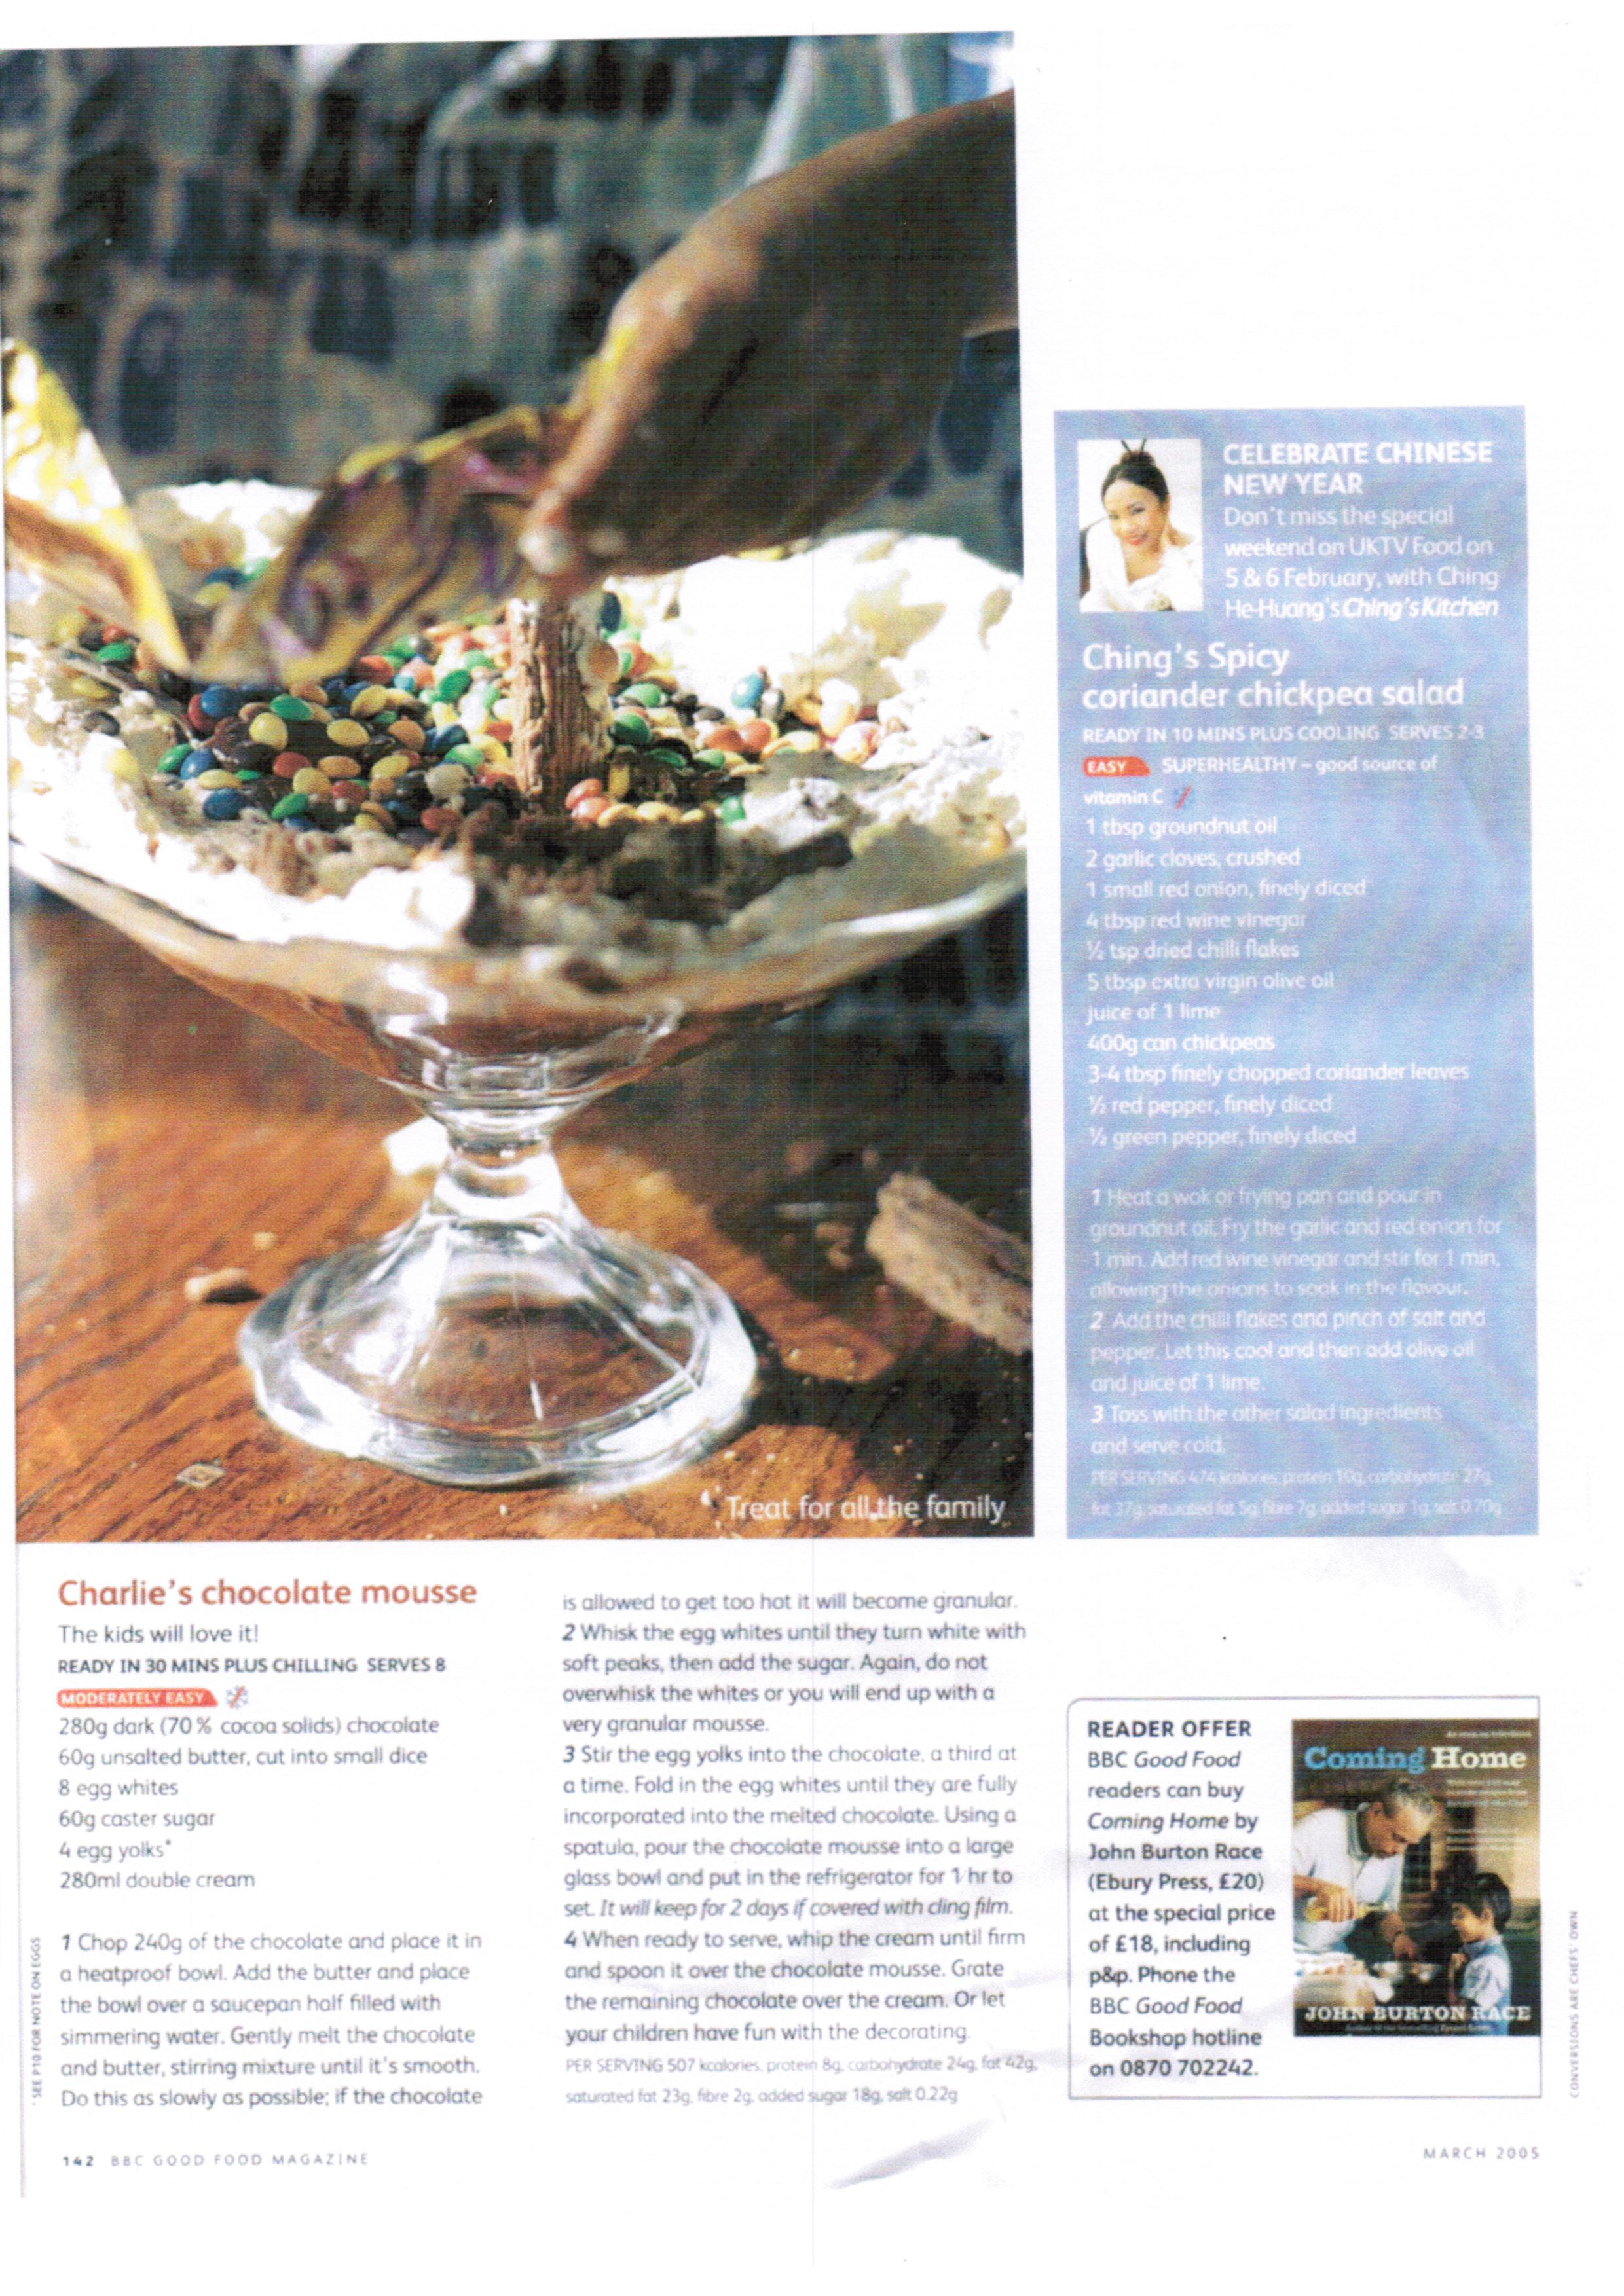 Treat for all the family
Charlie's chocolate mousse
The kids will love it!
READY IN 30 MINS PLUS CHILLING SERVES 8
MODERATELY EASY
280g dark (70% cocoa solids) chocolate
60g unsalted butter, cut into small dice
8 egg whites
60g caster sugar
4 egg yolks*
280ml double cream
1 Chop 240g of the chocolate and place it in
a heatproof bowl. Add the butter and place
the bowl over a saucepan half filled with
simmering water. Gently melt the chocolate
and butter, stirring mixture until it's smooth.
Do this as slowly as possible; if the chocolate
is allowed to get too hot it will become granular.
2 Whisk the egg whites until they turn white with
soft peaks, then add the sugar. Again, do not
overwhisk the whites or you will end up with a
very granular mousse.
3 Stir the egg yolks into the chocolate, a third at
a time. Fold in the egg whites until they are fully
incorporated into the melted chocolate. Using a
spatula, pour the chocolate mousse into a large
glass bowl and put in the refrigerator for 1 hr to
set. It will keep for 2 days if covered with cling film.
4 When ready to serve, whip the cream until firm
and spoon it over the chocolate mousse. Grate
the remaining chocolate over the cream. Or let
your children have fun with the decorating.
PER SERVING 507 kcalories, protein 8g, carbohydrate 24g, fat 42g,
saturated fat 23g, fibre 2g, added sugar 18g, salt 0.22g
*SEE P10 FOR NOTE ON EGGS
CELEBRATE CHINESE
NEW YEAR
Don't miss the special
weekend on UKTV Food on
5 & 6 February, with Ching
He-Huang's Ching's Kitchen
Ching's Spicy
coriander chickpea salad
READY IN 10 MINS PLUS COOLING SERVES 2-3
EASY SUPERHEALTHY – good source of
vitamin C
1 tbsp groundnut oil
2 garlic cloves, crushed
1 small red onion, finely diced
4 tbsp red wine vinegar
½ tsp dried chilli flakes
5 tbsp extra virgin olive oil
juice of 1 lime
400g can chickpeas
3-4 tbsp finely chopped coriander leaves
½ red pepper, finely diced
½ green pepper, finely diced
1 Heat a wok or frying pan and pour in
groundnut oil. Fry the garlic and red onion for
1 min. Add red wine vinegar and stir for 1 min,
allowing the onions to soak in the flavour.
2 Add the chilli flakes and pinch of salt and
pepper. Let this cool and then add olive oil
and juice of 1 lime.
3 Toss with the other salad ingredients
and serve cold.
PER SERVING 474 kcalories, protein 10g, carbohydrate 27g,
fat 37g, saturated fat 5g, fibre 7g, added sugar 1g, salt 0.70g
READER OFFER
BBC Good Food
readers can buy
Coming Home by
John Burton Race
(Ebury Press, £20)
at the special price
of £18, including
p&p. Phone the
BBC Good Food
Bookshop hotline
on 0870 702242.
Coming Home
JOHN BURTON RACE
CONVERSIONS ARE CHEFS' OWN
142 BBC GOOD FOOD MAGAZINE
MARCH 2005